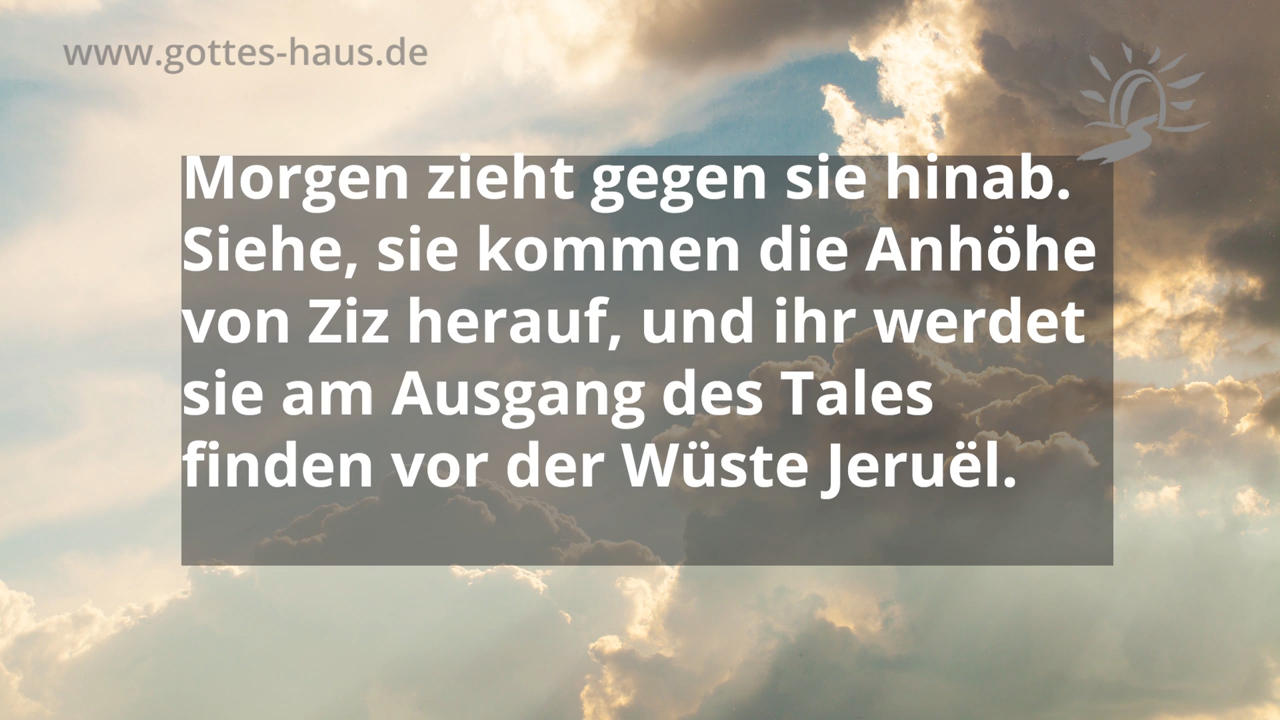 www.gottes-haus.de
Morgen zieht gegen sie hinab.
Siehe, sie kommen die Anhöhe
von Ziz herauf, und ihr werdet
sie am Ausgang des Tales
finden vor der Wüste Jeruël.